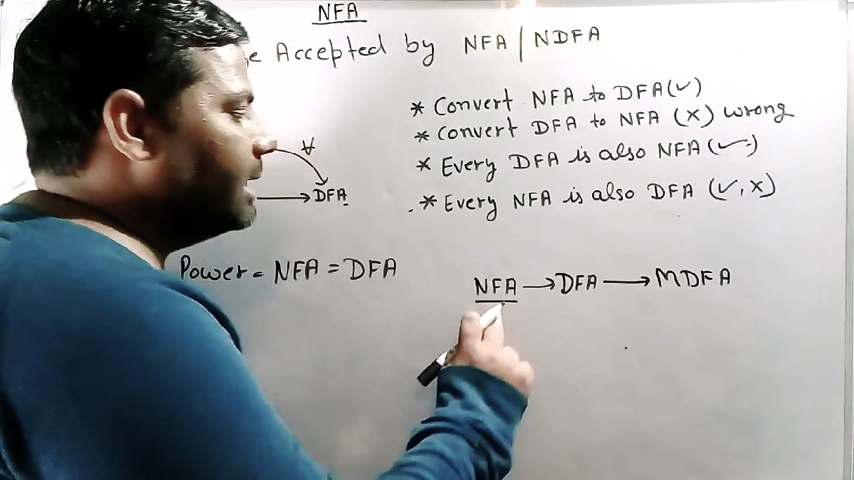 NFA
Accepted by NFA | NDFA
* Convert NFA to DFA (✓)
* Convert DFA to NFA (X) wrong
* Every DFA is also NFA (✓)
* Every NFA is also DFA (✓, X)
∀
→ DFA
Power = NFA = DFA
NFA → DFA → MDFA